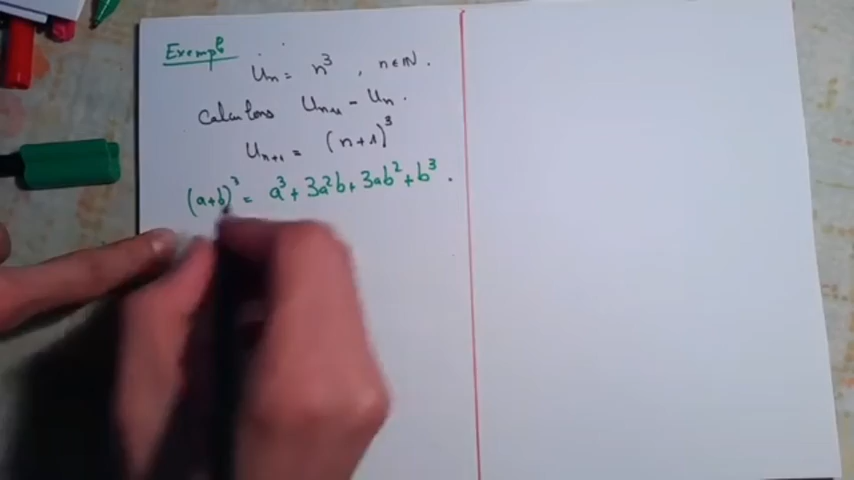 Exemple
Un = n³ , n∈ℕ.
Calculons Un+1 - Un.
Un+1 = (n+1)³
(a+b)³ = a³ + 3a²b + 3ab² + b³.